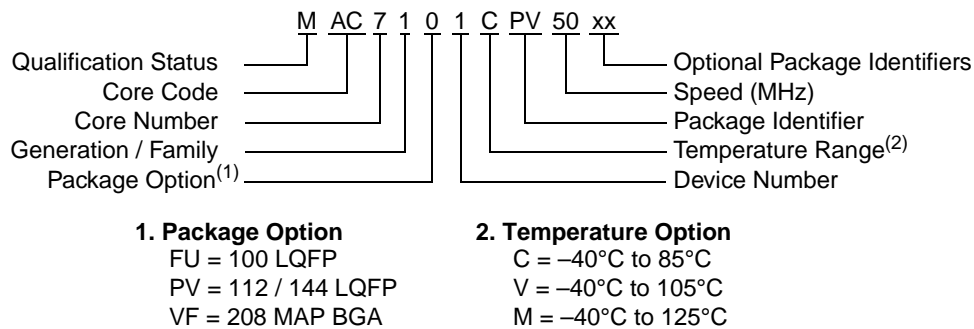 M AC 7 1 0 1 C PV 50 xx
Qualification Status
Core Code
Core Number
Generation / Family
Package Option(1)
Optional Package Identifiers
Speed (MHz)
Package Identifier
Temperature Range(2)
Device Number
1. Package Option
FU = 100 LQFP
PV = 112 / 144 LQFP
VF = 208 MAP BGA
2. Temperature Option
C = –40°C to 85°C
V = –40°C to 105°C
M = –40°C to 125°C